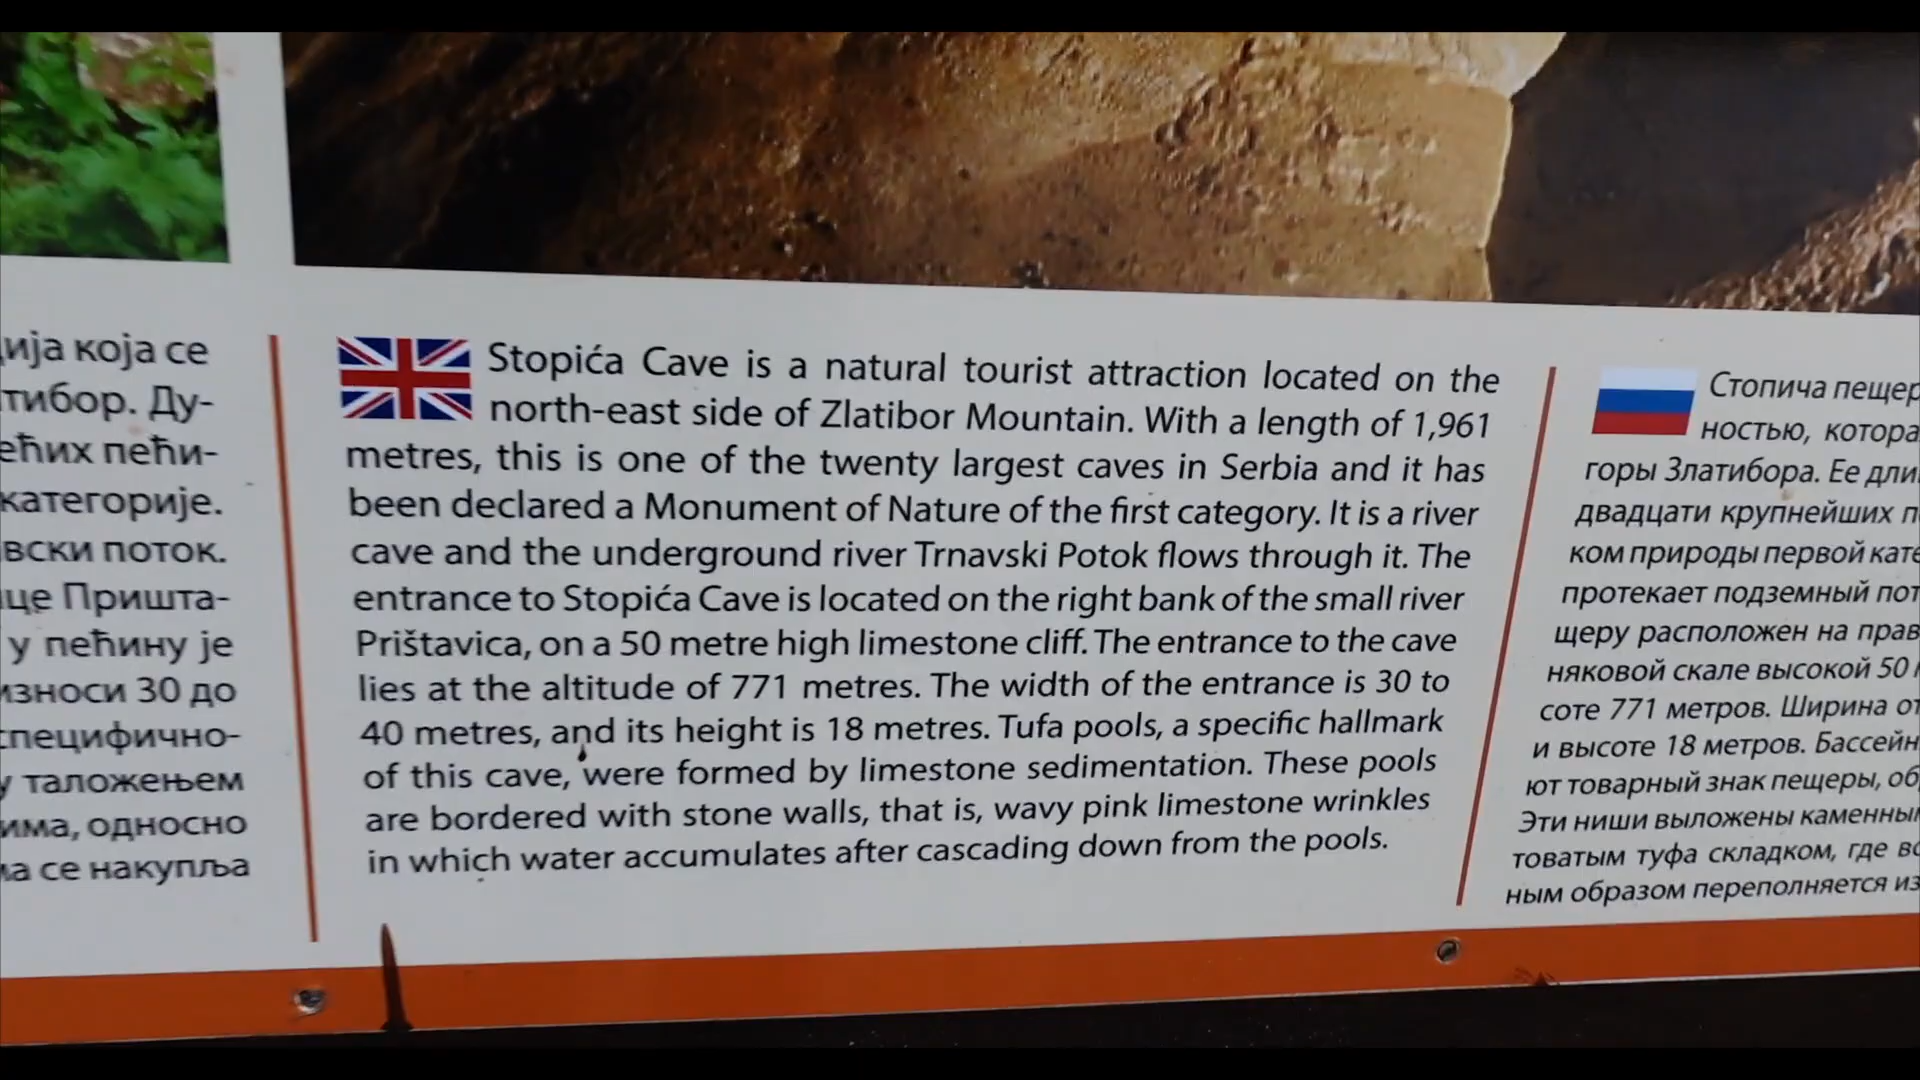 ија која се
тибор. Ду-
ећих пећи-
категорије.
вски поток.
це Пришта-
у пећину је
износи 30 до
специфично-
у таложењем
има, односно
а се накупља
Stopića Cave is a natural tourist attraction located on the
north-east side of Zlatibor Mountain. With a length of 1,961
metres, this is one of the twenty largest caves in Serbia and it has
been declared a Monument of Nature of the first category. It is a river
cave and the underground river Trnavski Potok flows through it. The
entrance to Stopića Cave is located on the right bank of the small river
Prištavica, on a 50 metre high limestone cliff. The entrance to the cave
lies at the altitude of 771 metres. The width of the entrance is 30 to
40 metres, and its height is 18 metres. Tufa pools, a specific hallmark
of this cave, were formed by limestone sedimentation. These pools
are bordered with stone walls, that is, wavy pink limestone wrinkles
in which water accumulates after cascading down from the pools.
Стопича пещер
ностью, котора
горы Златибора. Ее дли
двадцати крупнейших п
ком природы первой кате
протекает подземный пот
щеру расположен на прав
няковой скале высокой 50
соте 771 метров. Ширина от
и высоте 18 метров. Бассейн
ют товарный знак пещеры, об
Эти ниши выложены каменны
товатым туфа складком, где в
ным образом переполняется из